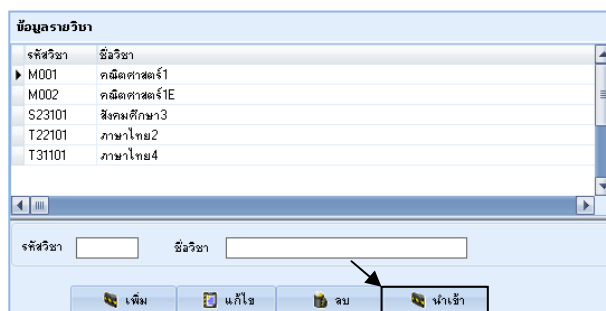 ข้อมูลรายวิชา
รหัสวิชา ชื่อวิชา
M001 คณิตศาสตร์1
M002 คณิตศาสตร์1E
S23101 สังคมศึกษา3
T22101 ภาษาไทย2
T31101 ภาษาไทย4
รหัสวิชา ชื่อวิชา
เพิ่ม แก้ไข ลบ นำเข้า